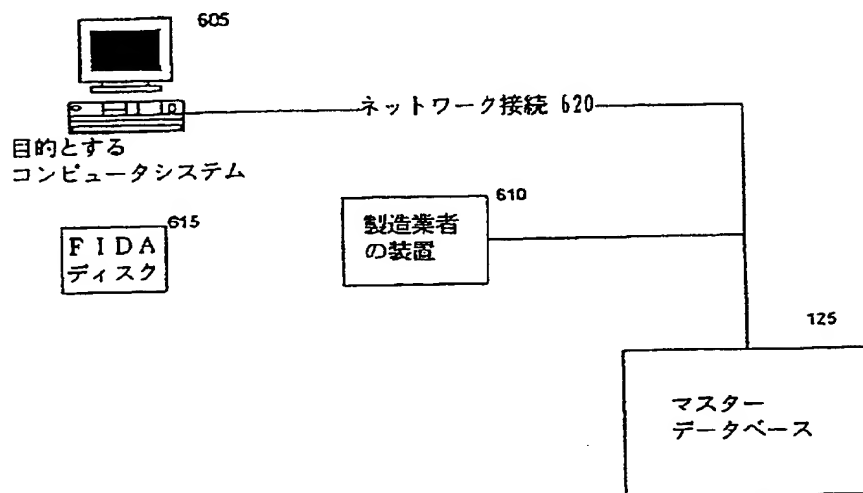 605
ネットワーク接続 620
目的とする
コンピュータシステム
615
ＦＩＤＡ
ディスク
610
製造業者
の装置
125
マスター
データベース